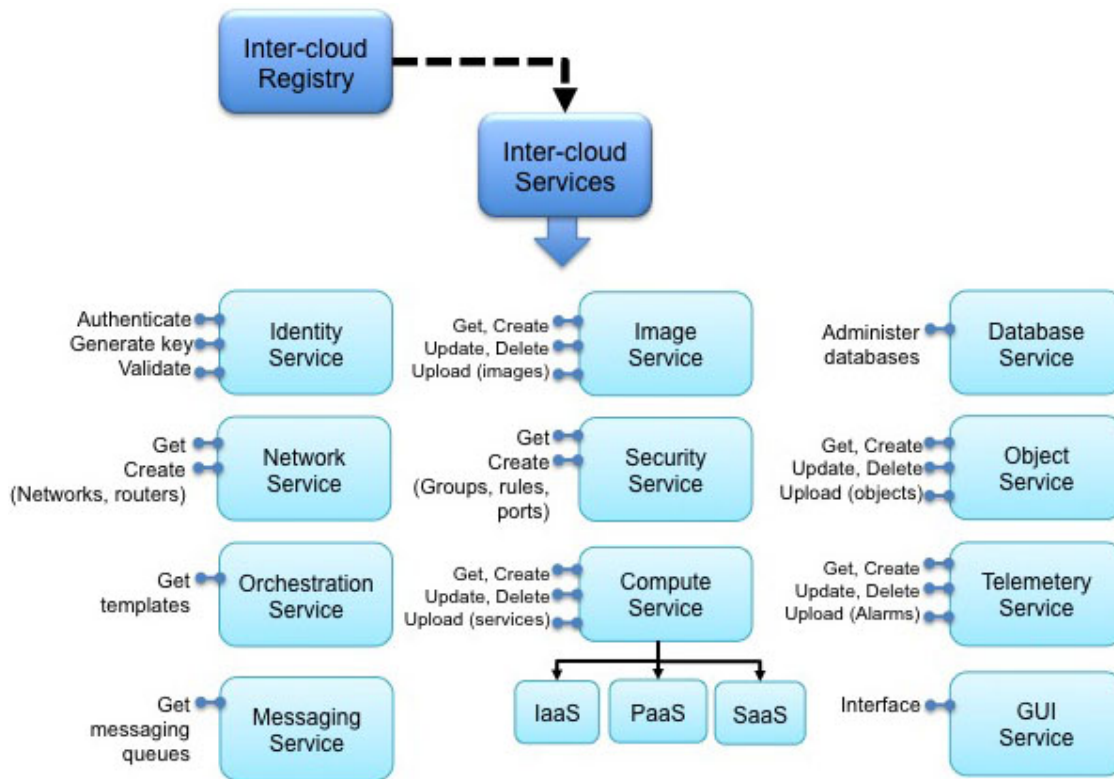 Inter-cloud
Registry
Inter-cloud
Services
Authenticate
Generate key
Validate
Identity
Service
Get, Create
Update, Delete
Upload (images)
Image
Service
Administer
databases
Database
Service
Get
Create
(Networks, routers)
Network
Service
Get
Create
(Groups, rules,
ports)
Security
Service
Get, Create
Update, Delete
Upload (objects)
Object
Service
Get
templates
Orchestration
Service
Get, Create
Update, Delete
Upload (services)
Compute
Service
Get, Create
Update, Delete
Upload (Alarms)
Telemetery
Service
IaaS
PaaS
SaaS
Get
messaging
queues
Messaging
Service
Interface
GUI
Service